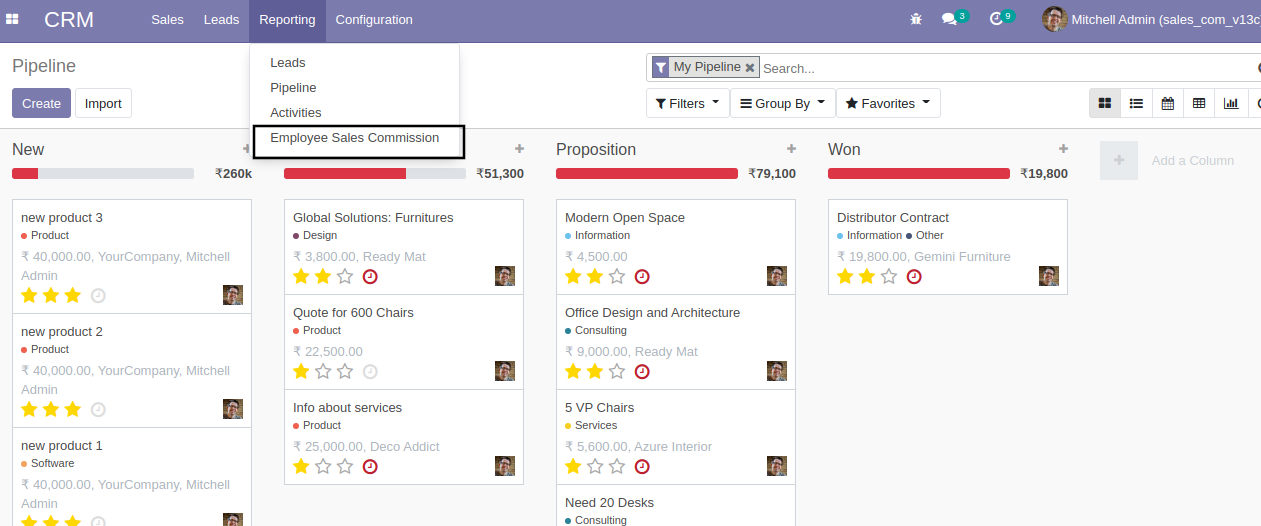 CRM
Sales
Leads
Reporting
Configuration
3
9
Mitchell Admin (sales_com_v13c
Leads
Pipeline
Activities
Employee Sales Commission
Pipeline
My Pipeline
Search...
Create
Import
Filters
Group By
Favorites
New
₹260k
₹51,300
Proposition
₹79,100
Won
₹19,800
Add a Column
new product 3
Product
₹ 40,000.00, YourCompany, Mitchell
Admin
new product 2
Product
₹ 40,000.00, YourCompany, Mitchell
Admin
new product 1
Software
₹ 40,000.00, YourCompany, Mitchell
Admin
Global Solutions: Furnitures
Design
₹ 3,800.00, Ready Mat
Quote for 600 Chairs
Product
₹ 22,500.00
Info about services
Product
₹ 25,000.00, Deco Addict
Modern Open Space
Information
₹ 4,500.00
Office Design and Architecture
Consulting
₹ 9,000.00, Ready Mat
5 VP Chairs
Services
₹ 5,600.00, Azure Interior
Need 20 Desks
Consulting
Distributor Contract
Information Other
₹ 19,800.00, Gemini Furniture